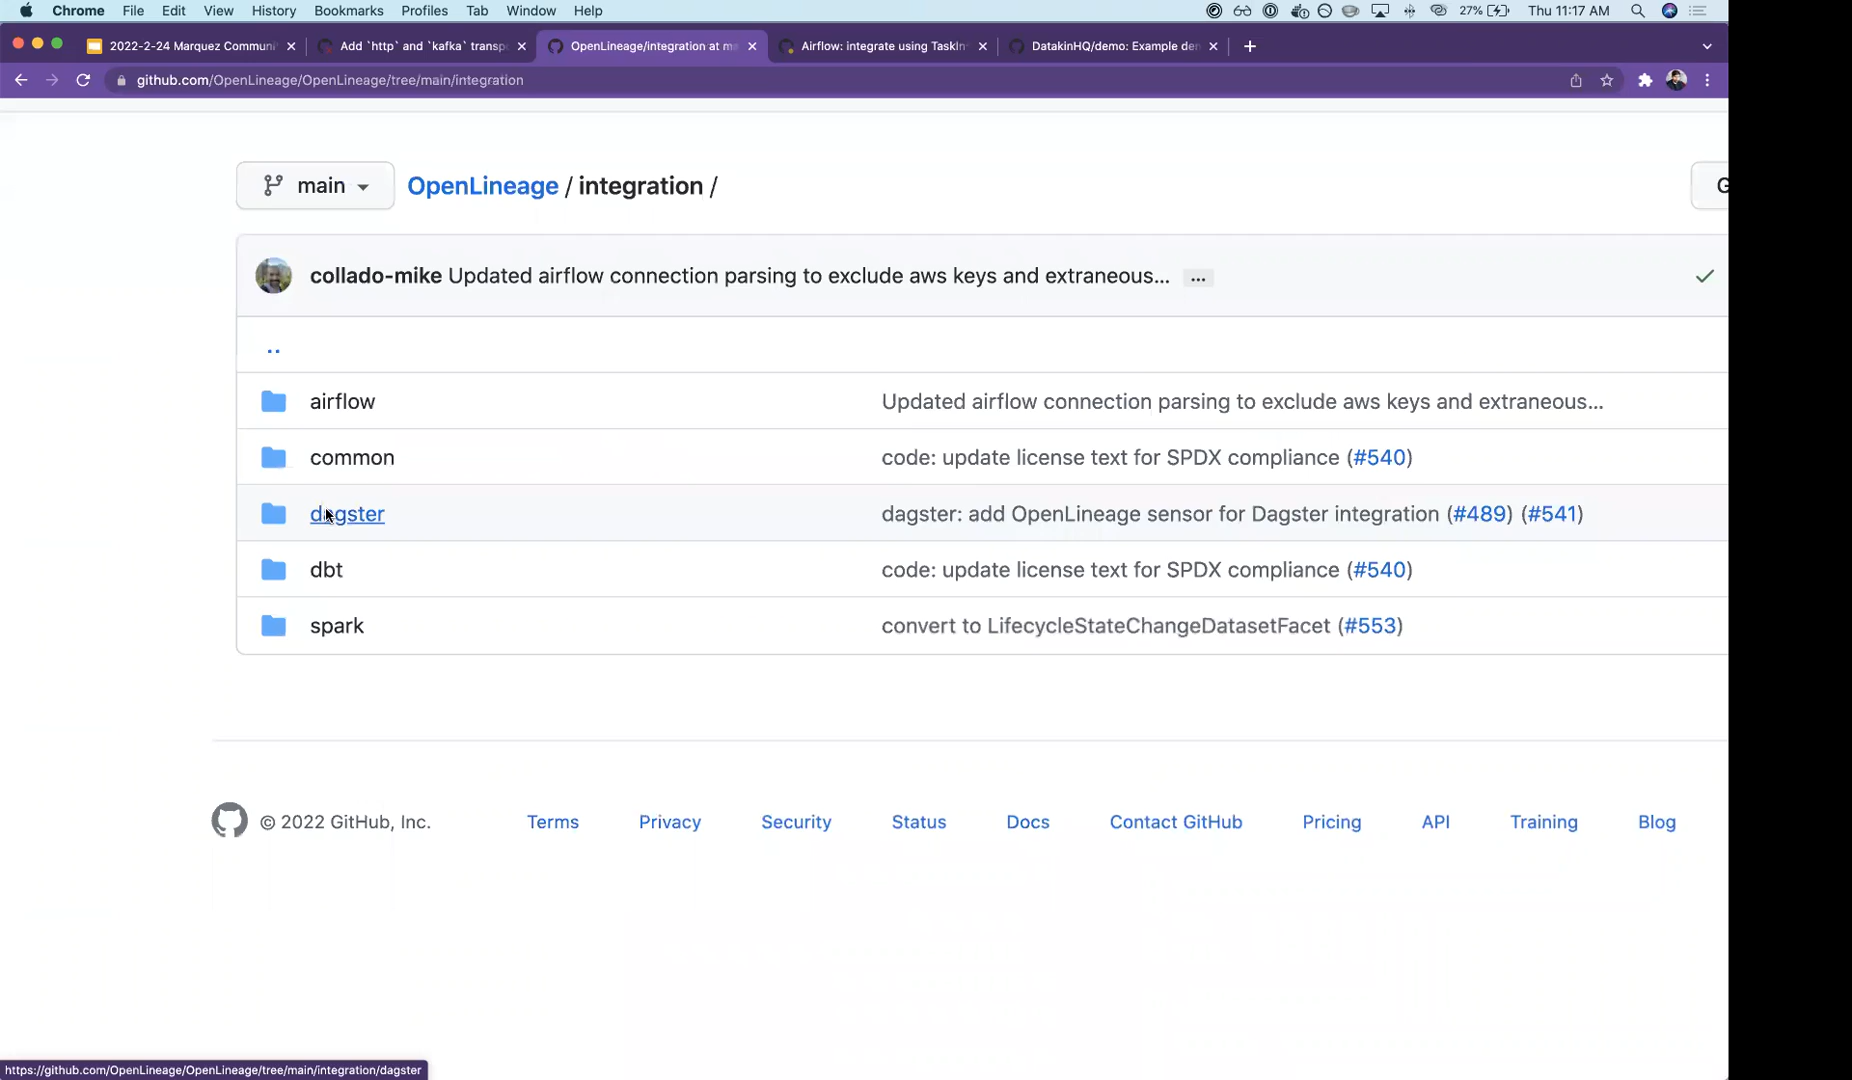 Chrome File Edit View History Bookmarks Profiles Tab Window Help 27% Thu 11:17 AM
2022-2-24 Marquez Communi Add `http` and `kafka` transp OpenLineage/integration at ma Airflow: integrate using TaskIn DatakinHQ/demo: Example den
github.com/OpenLineage/OpenLineage/tree/main/integration
main OpenLineage / integration / G
collado-mike Updated airflow connection parsing to exclude aws keys and extraneous... ...
..
airflow Updated airflow connection parsing to exclude aws keys and extraneous...
common code: update license text for SPDX compliance (#540)
dagster dagster: add OpenLineage sensor for Dagster integration (#489) (#541)
dbt code: update license text for SPDX compliance (#540)
spark convert to LifecycleStateChangeDatasetFacet (#553)
© 2022 GitHub, Inc. Terms Privacy Security Status Docs Contact GitHub Pricing API Training Blog
https://github.com/OpenLineage/OpenLineage/tree/main/integration/dagster